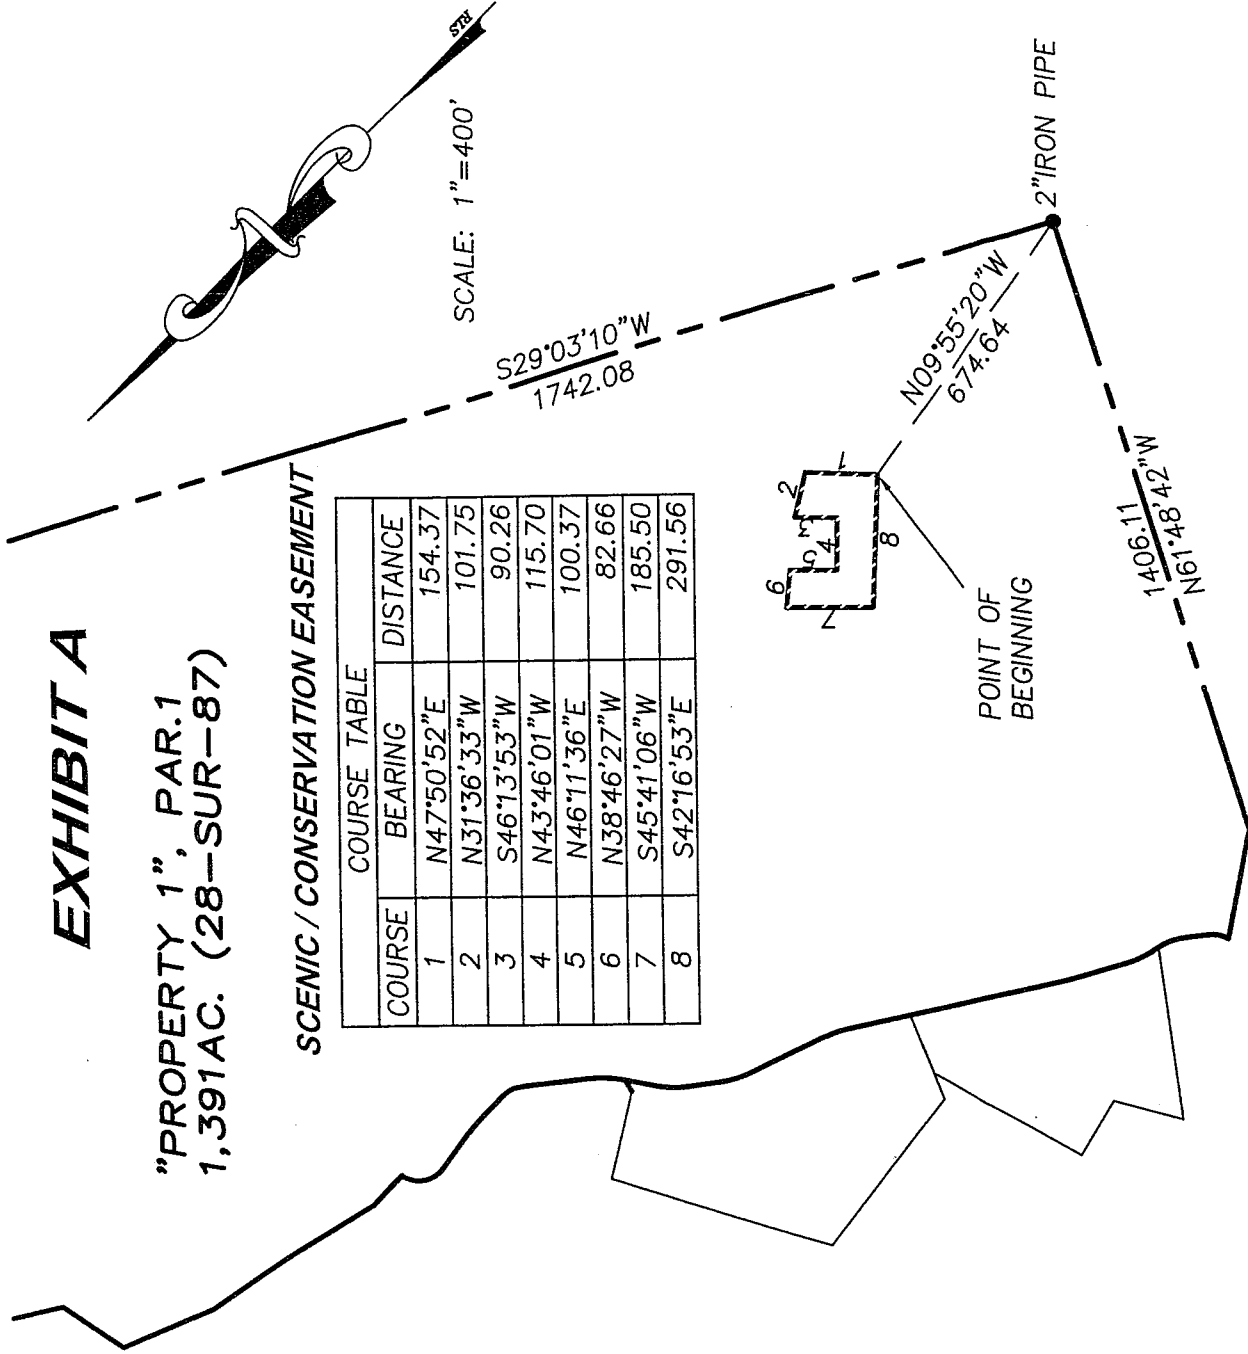 EXHIBIT A
"PROPERTY 1", PAR.1
1,391AC. (28-SUR-87)
SCENIC / CONSERVATION EASEMENT
COURSE TABLE
COURSE BEARING DISTANCE
1 N47°50'52"E 154.37
2 N31°36'33"W 101.75
3 S46°13'53"W 90.26
4 N43°46'01"W 115.70
5 N46°11'36"E 100.37
6 N38°46'27"W 82.66
7 S45°41'06"W 185.50
8 S42°16'53"E 291.56
RLS
N
SCALE: 1"=400'
S29°03'10"W
1742.08
N09°55'20"W
674.64
2"IRON PIPE
1
2
3
4
5
6
7
8
POINT OF
BEGINNING
1406.11
N61°48'42"W